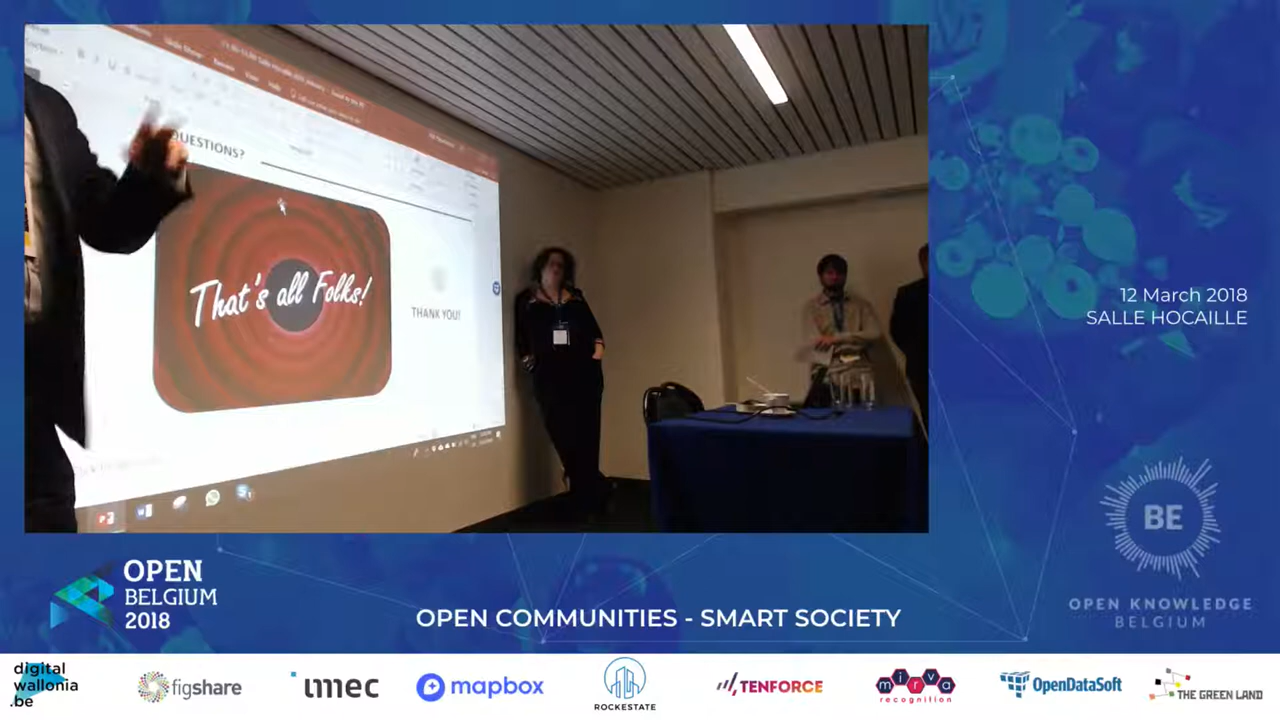 QUESTIONS?
That's all Folks!
THANK YOU!
12 March 2018
SALLE HOCAILLE
BE
OPEN KNOWLEDGE
BELGIUM
OPEN
BELGIUM
2018
OPEN COMMUNITIES - SMART SOCIETY
digital
wallonia
.be
figshare
imec
mapbox
ROCKESTATE
TENFORCE
mirva
recognition
OpenDataSoft
THE GREEN LAND